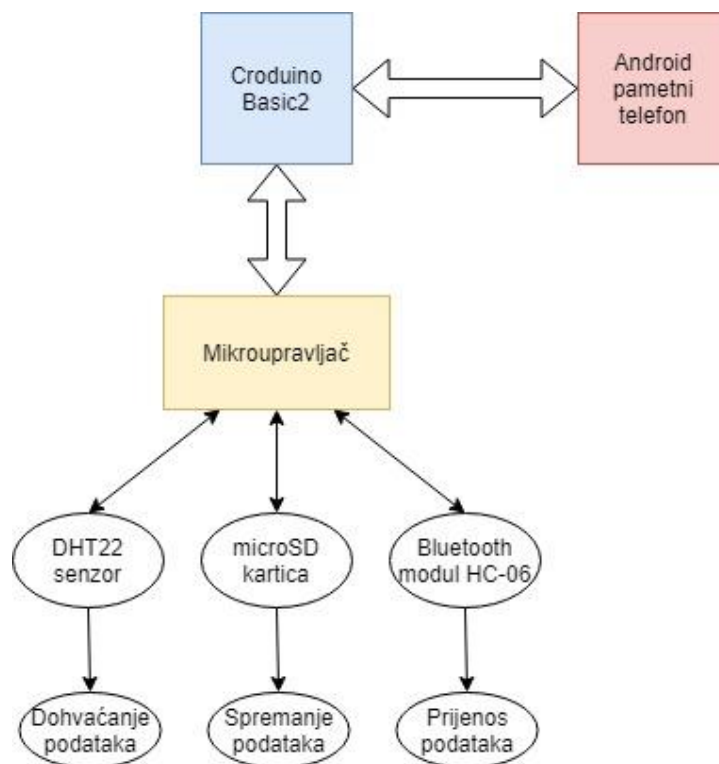 Croduino
Basic2
Android
pametni
telefon
Mikroupravljač
DHT22
senzor
microSD
kartica
Bluetooth
modul HC-06
Dohvaćanje
podataka
Spremanje
podataka
Prijenos
podataka